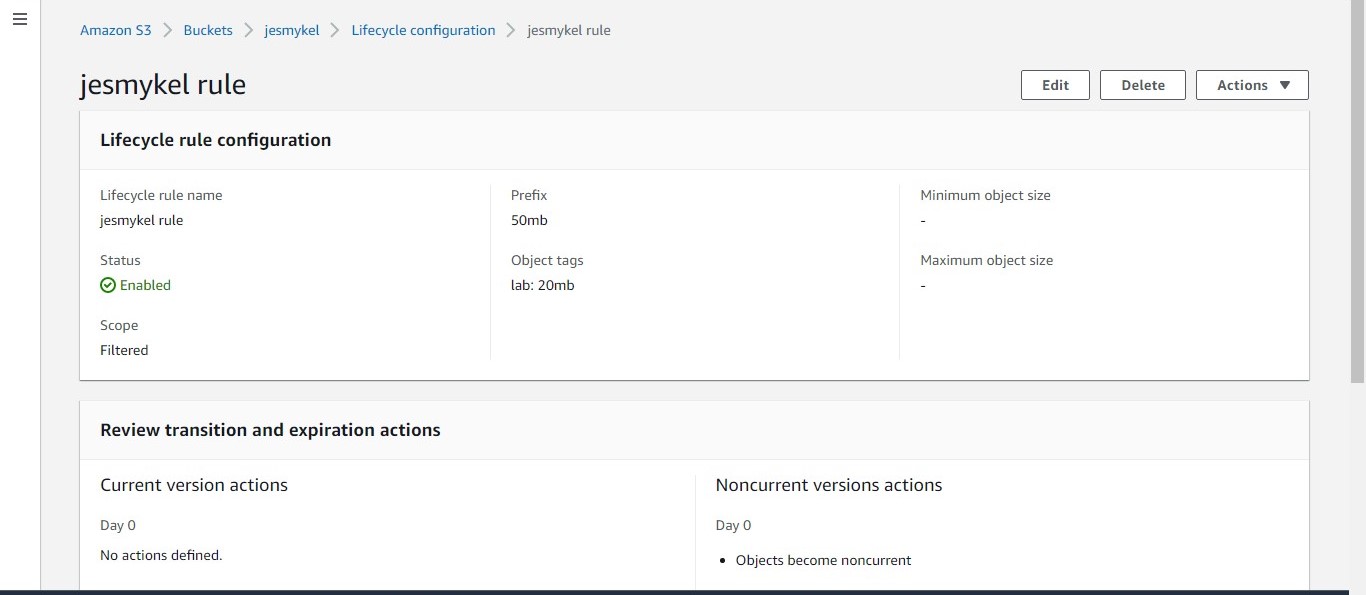 Amazon S3 > Buckets > jesmykel > Lifecycle configuration > jesmykel rule
jesmykel rule
Edit
Delete
Actions ▼
Lifecycle rule configuration
Lifecycle rule name
jesmykel rule
Status
Enabled
Scope
Filtered
Prefix
50mb
Object tags
lab: 20mb
Minimum object size
-
Maximum object size
-
Review transition and expiration actions
Current version actions
Day 0
No actions defined.
Noncurrent versions actions
Day 0
• Objects become noncurrent